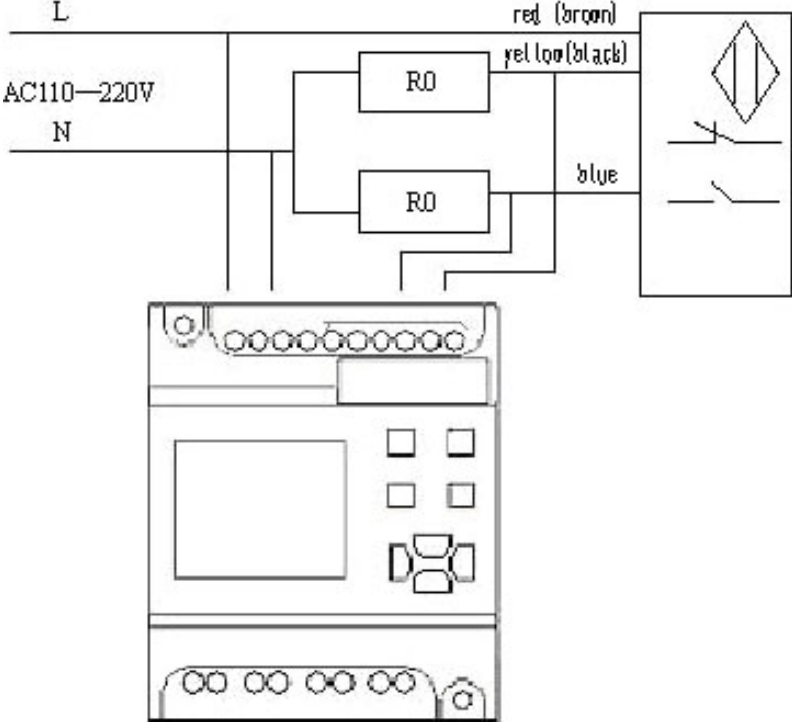 L
red (brown)
yellow(black)
R0
AC110—220V
N
blue
R0